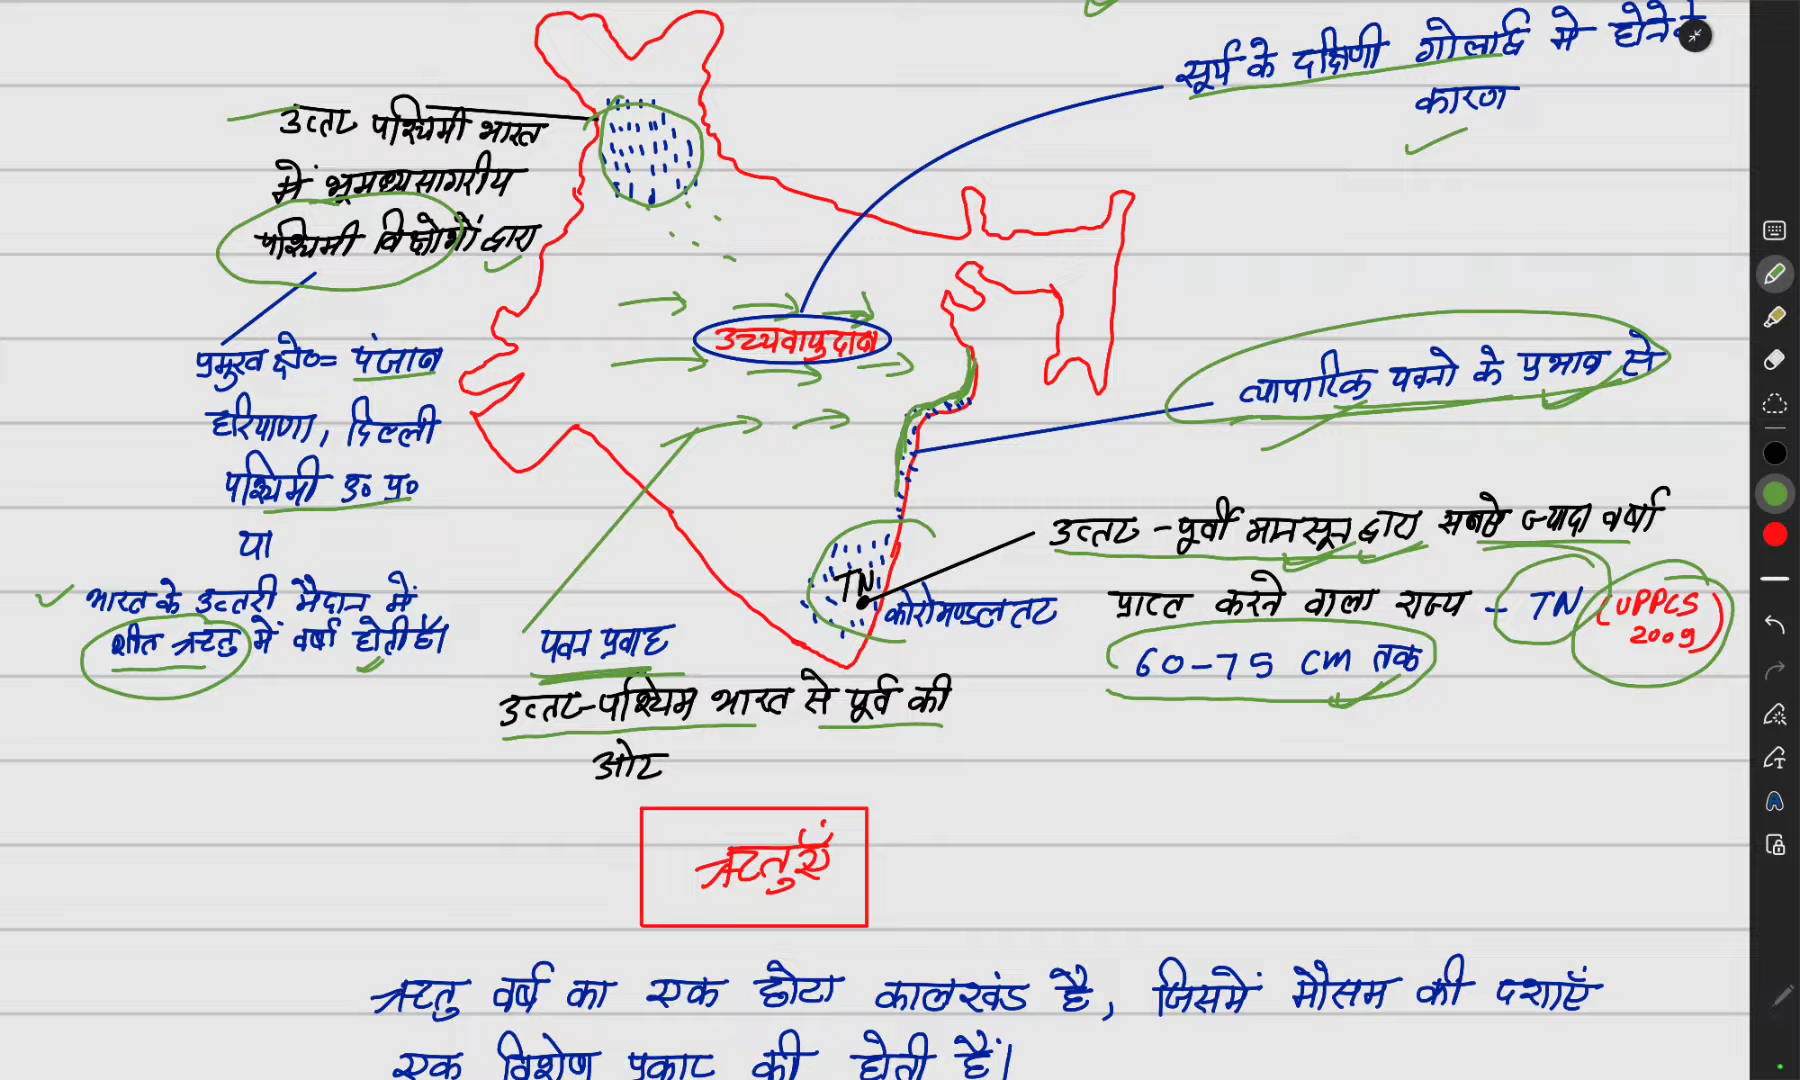 सूर्य के दक्षिणी गोलार्द्ध मे होने के
कारण
उत्तर पश्चिमी भारत
में भूमध्यसागरीय
पश्चिमी विक्षोभों द्वारा
उच्चवायुदाब
प्रमुख क्षे०= पंजाब
हरियाणा, दिल्ली
पश्चिमी उ० प्र०
या
भारत के उत्तरी मैदान में
शीत ऋतु में वर्षा होती है।
व्यापारिक पवनो के प्रभाव से
उत्तर -पूर्वी मानसून द्वारा सबसे ज्यादा वर्षा
प्राप्त करने वाला राज्य - TN (UPPCS
2009)
60-75 cm तक
TN
कोरोमण्डल तट
पवन प्रवाह
उत्तर-पश्चिम भारत से पूर्व की
ओर
ऋतुएं
ऋतु वर्ष का एक छोटा कालखंड है, जिसमें मौसम की दशाएँ
एक विशेष प्रकार की होती हैं।